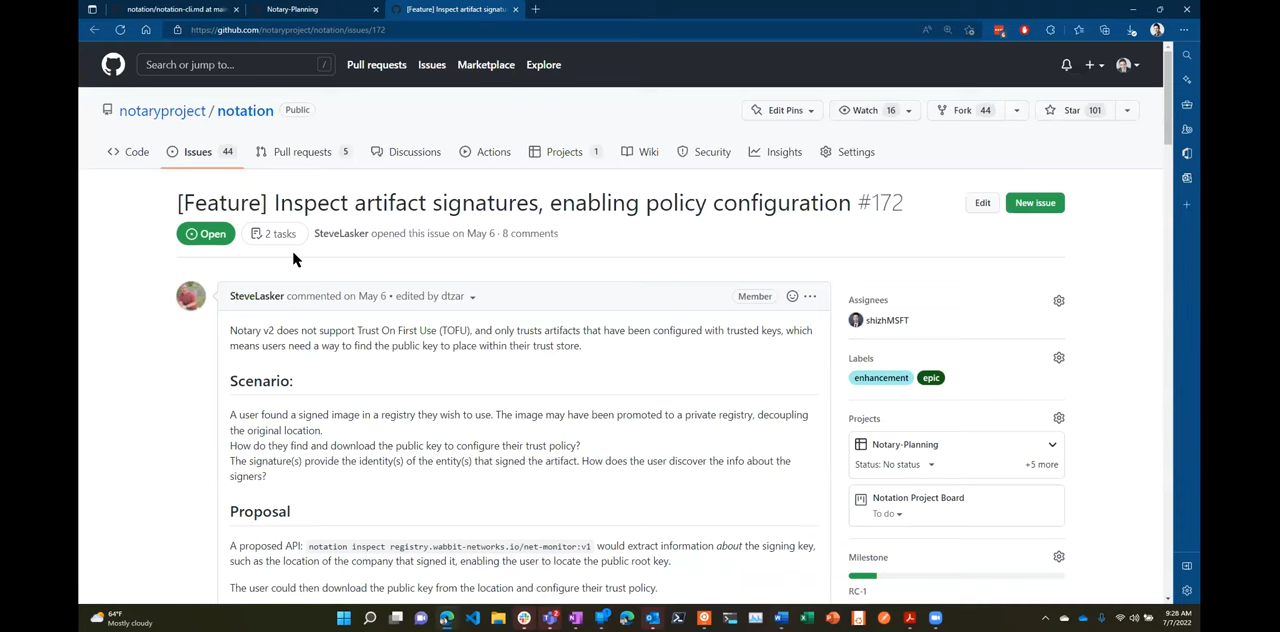 notation/notation-cli.md at mai
Notary-Planning
[Feature] Inspect artifact signatu
https://github.com/notaryproject/notation/issues/172
Search or jump to...
/
Pull requests
Issues
Marketplace
Explore
notaryproject / notation
Public
Edit Pins
Watch 16
Fork 44
Star 101
Code
Issues 44
Pull requests 5
Discussions
Actions
Projects 1
Wiki
Security
Insights
Settings
[Feature] Inspect artifact signatures, enabling policy configuration #172
Edit
New issue
Open
2 tasks
SteveLasker opened this issue on May 6 · 8 comments
SteveLasker commented on May 6 • edited by dtzar
Member
Notary v2 does not support Trust On First Use (TOFU), and only trusts artifacts that have been configured with trusted keys, which
means users need a way to find the public key to place within their trust store.
Scenario:
A user found a signed image in a registry they wish to use. The image may have been promoted to a private registry, decoupling
the original location.
How do they find and download the public key to configure their trust policy?
The signature(s) provide the identity(s) of the entity(s) that signed the artifact. How does the user discover the info about the
signers?
Proposal
A proposed API: notation inspect registry.wabbit-networks.io/net-monitor:v1 would extract information about the signing key,
such as the location of the company that signed it, enabling the user to locate the public root key.
The user could then download the public key from the location and configure their trust policy.
Assignees
shizhMSFT
Labels
enhancement
epic
Projects
Notary-Planning
Status: No status
+5 more
Notation Project Board
To do
Milestone
RC-1
64°F
Mostly cloudy
9:28 AM
7/7/2022